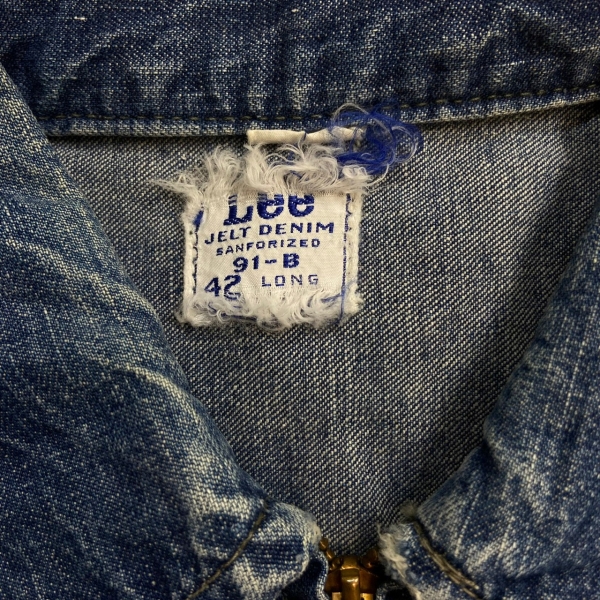 Lee
JELT DENIM
SANFORIZED
91-B
42 LONG